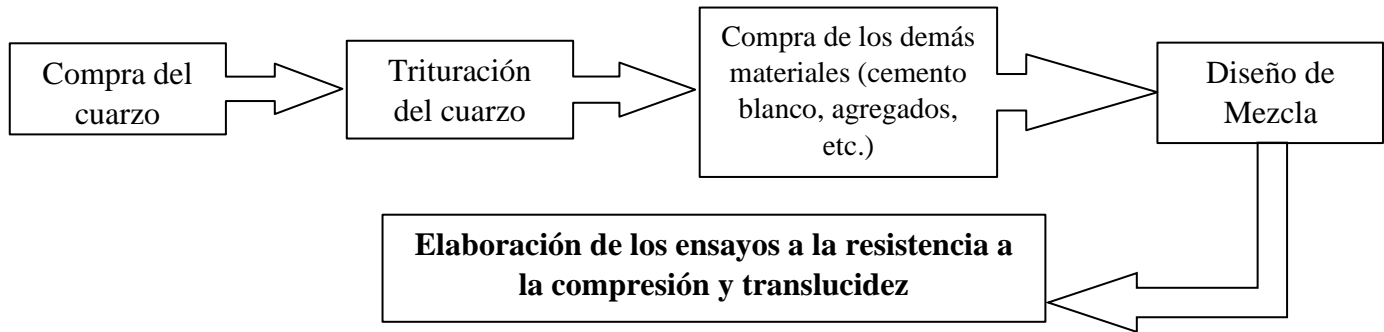 Compra del
cuarzo
Trituración
del cuarzo
Compra de los demás
materiales (cemento
blanco, agregados,
etc.)
Diseño de
Mezcla
Elaboración de los ensayos a la resistencia a
la compresión y translucidez